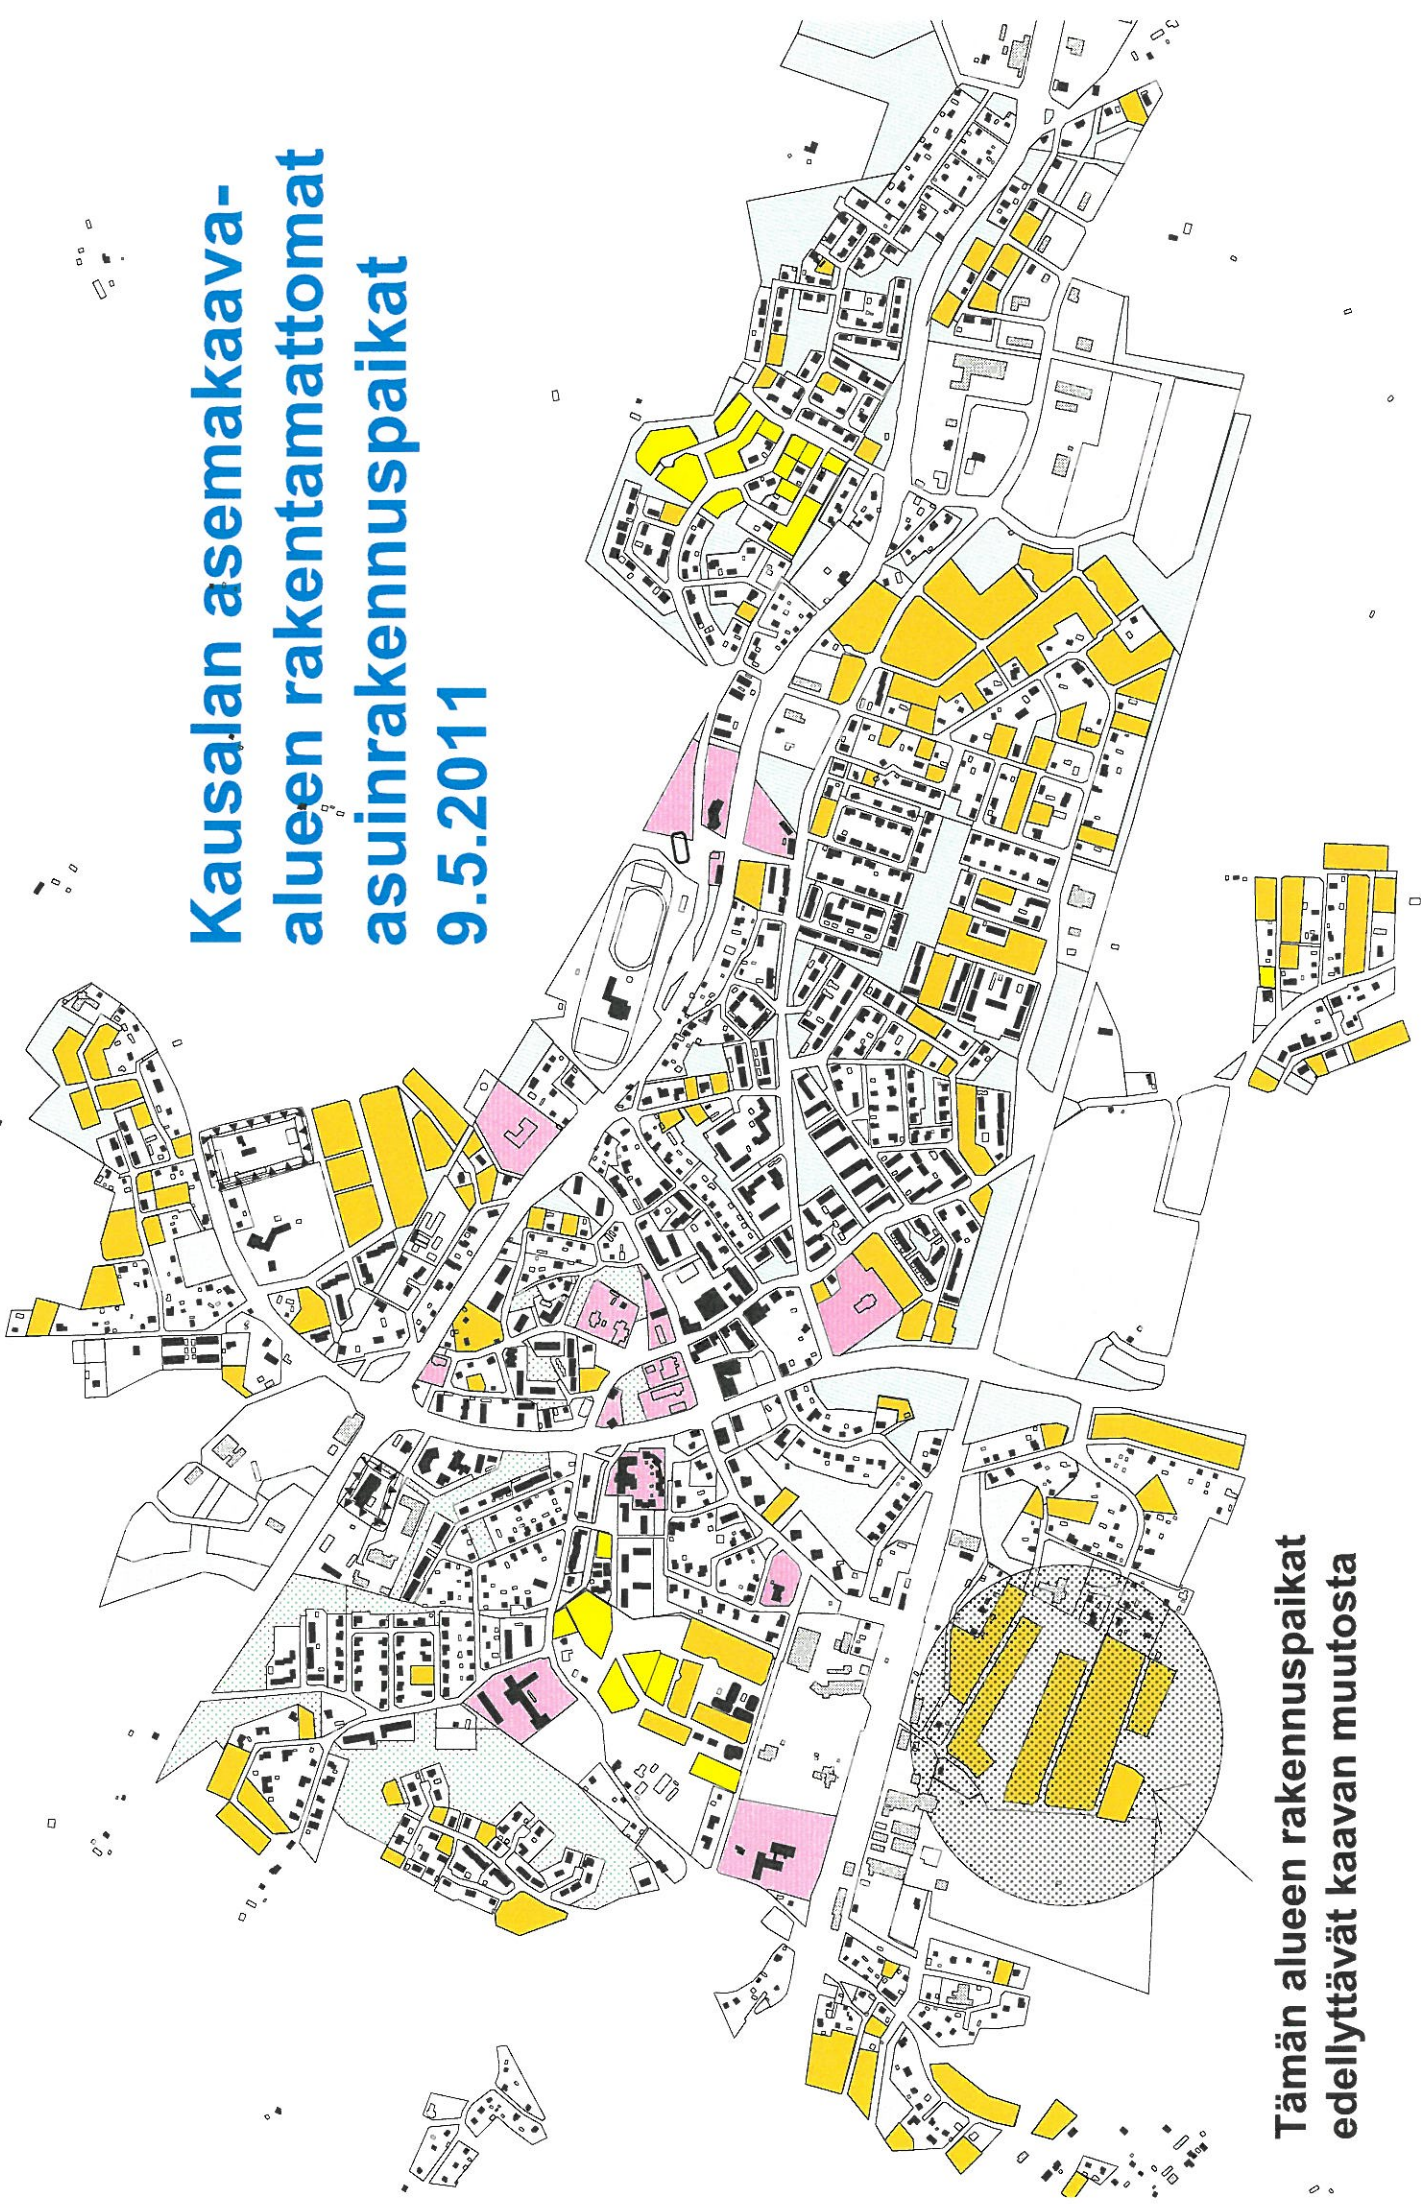 Kausalan asemakaava-
alueen rakentamattomat
asuinrakennuspaikat
9.5.2011
Tämän alueen rakennuspaikat
edellyttävät kaavan muutosta